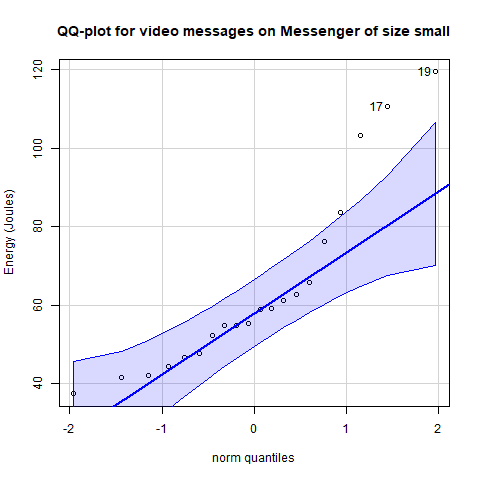 QQ-plot for video messages on Messenger of size small
120
100
80
60
40
Energy (Joules)
19
17
-2 -1 0 1 2
norm quantiles